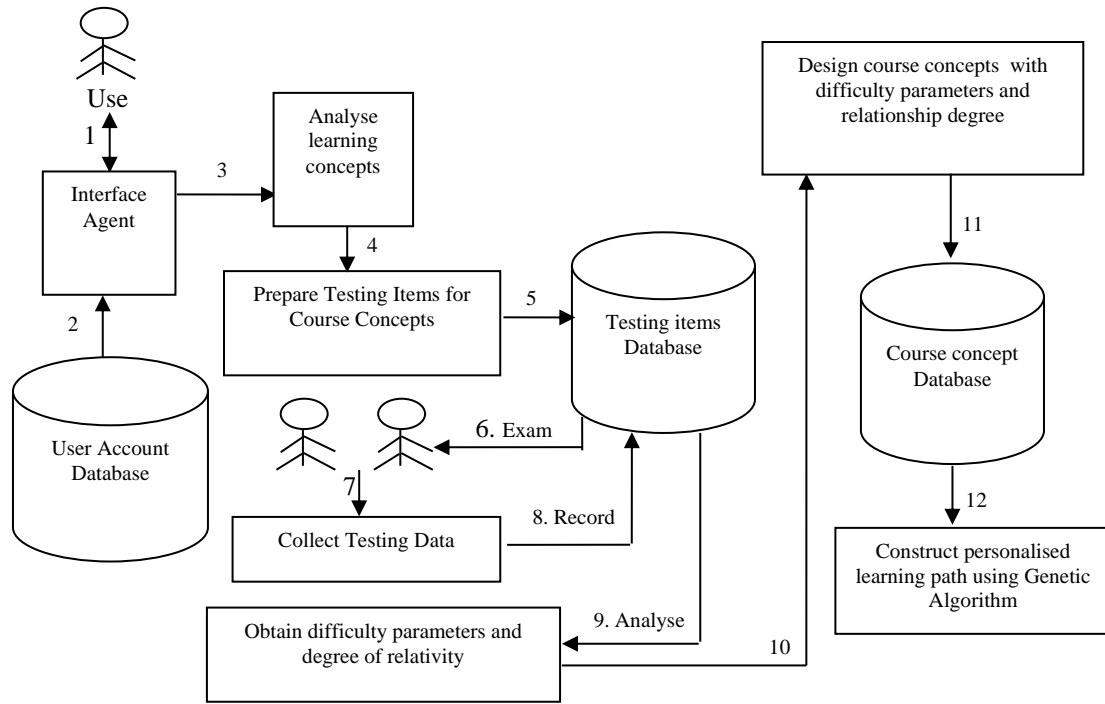 Use
1
Interface
Agent
2
User Account
Database
3
Analyse
learning
concepts
4
Prepare Testing Items for
Course Concepts
5
Testing items
Database
6. Exam
7
Collect Testing Data
8. Record
9. Analyse
Obtain difficulty parameters and
degree of relativity
10
Design course concepts with
difficulty parameters and
relationship degree
11
Course concept
Database
12
Construct personalised
learning path using Genetic
Algorithm